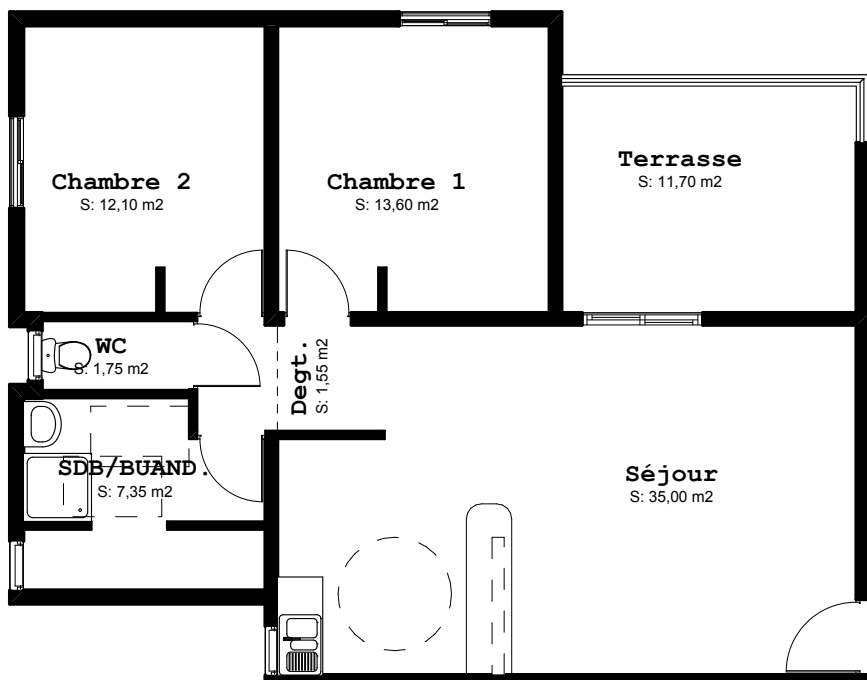 Chambre 2
S: 12,10 m2
Chambre 1
S: 13,60 m2
Terrasse
S: 11,70 m2
WC
S: 1,75 m2
Degt.
S: 1,55 m2
SDB/BUAND.
S: 7,35 m2
Séjour
S: 35,00 m2